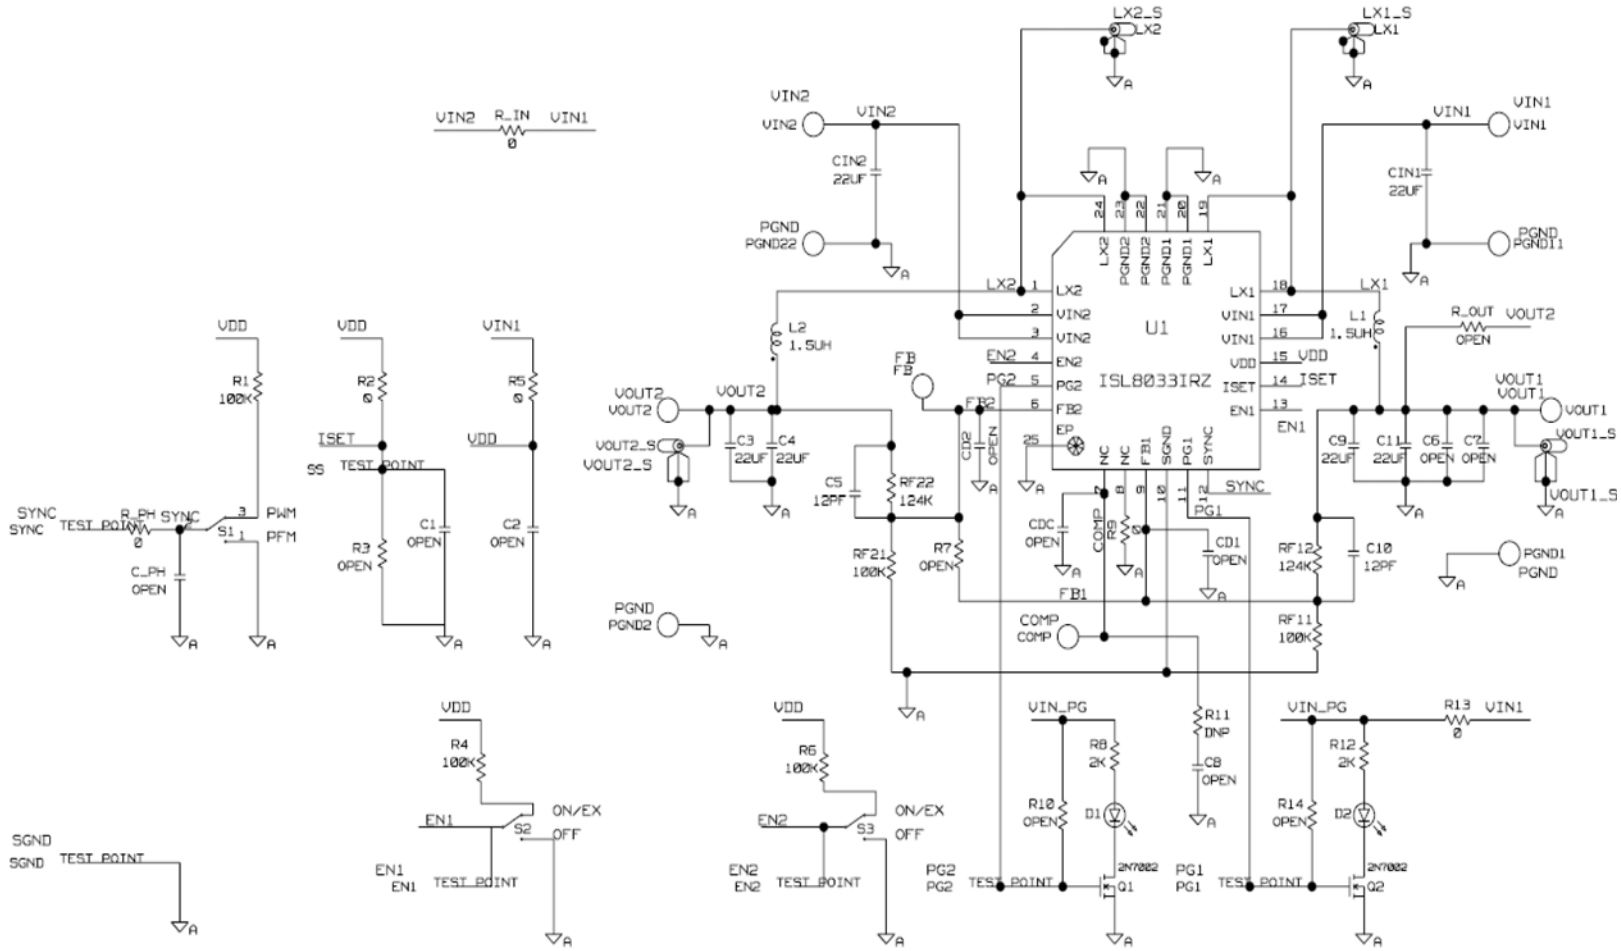 LX2_S
LX2
LX1_S
LX1
VIN2 R_IN VIN1
0
VIN2
VIN2
VIN2
CIN2
22UF
PGND
PGND22
A
A
A
A
A
VIN1
VIN1
VIN1
CIN1
22UF
PGND
PGND11
A
24 23 22 21 20 19
LX2 PGND2 PGND2 PGND1 PGND1 LX1
LX2 1 LX2
2 VIN2
3 VIN2
EN2 4 EN2
PG2 5 PG2
FB2 6 FB2
EP
25
U1
ISL8033IRZ
LX1 18 LX1
VIN1 17
VIN1 16
VDD 15 VDD
ISET 14 ISET
EN1 13
EN1
NC NC FB1 SGND PG1 SYNC
7 8 9 10 11 12
SYNC
PG1
L2
1.5UH
L1
1.5UH
R_OUT VOUT2
OPEN
VDD
R1
100K
VDD
R2
0
ISET
SS TEST POINT
R3
OPEN
C1
OPEN
A
VIN1
R5
0
VDD
C2
OPEN
A
SYNC
SYNC TEST POINT
R_PH
0
SYNC
C_PH
OPEN
S1
3 PWM
1 PFM
A
A
VOUT2
VOUT2
VOUT2
VOUT2_S
VOUT2_S
A
C3
22UF
C4
22UF
A
C5
12PF
RF22
124K
RF21
100K
R7
OPEN
FB
FB
CD2
OPEN
A
A
CDC
OPEN
A
COMP
R9
0
A
CD1
OPEN
A
FB1
COMP
COMP
VOUT1
VOUT1
VOUT1
C9
22UF
C11
22UF
C6
OPEN
C7
OPEN
A
VOUT1_S
VOUT1_S
A
RF12
124K
C10
12PF
RF11
100K
PGND1
PGND
A
PGND
PGND2
A
A
R11
DNP
C8
OPEN
A
VDD
R4
100K
EN1
S2
ON/EX
OFF
EN1
EN1 TEST POINT
A
VDD
R6
100K
EN2
S3
ON/EX
OFF
EN2
EN2 TEST POINT
A
VIN_PG
R8
2K
R10
OPEN
D1
2N7002
Q1
PG2
PG2 TEST POINT
A
VIN_PG
R13
0
VIN1
R12
2K
R14
OPEN
D2
2N7002
Q2
PG1
PG1 TEST POINT
A
SGND
SGND TEST POINT
A